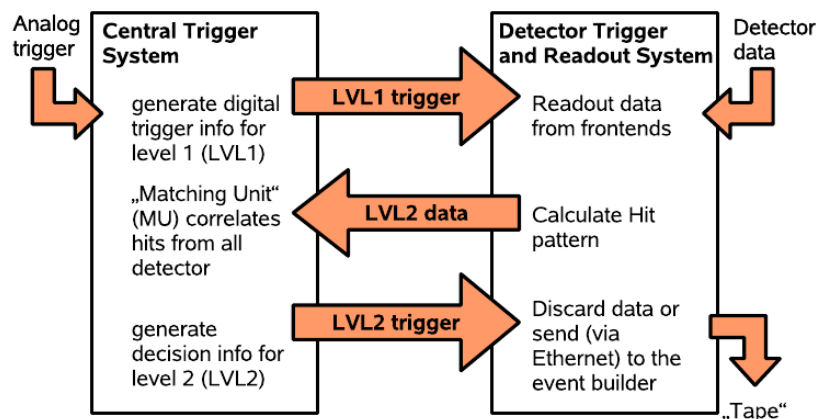 Analog
trigger
Central Trigger
System
generate digital
trigger info for
level 1 (LVL1)
„Matching Unit“
(MU) correlates
hits from all
detector
generate
decision info for
level 2 (LVL2)
LVL1 trigger
LVL2 data
LVL2 trigger
Detector Trigger
and Readout System
Readout data
from frontends
Calculate Hit
pattern
Discard data or
send (via
Ethernet) to the
event builder
Detector
data
„Tape“